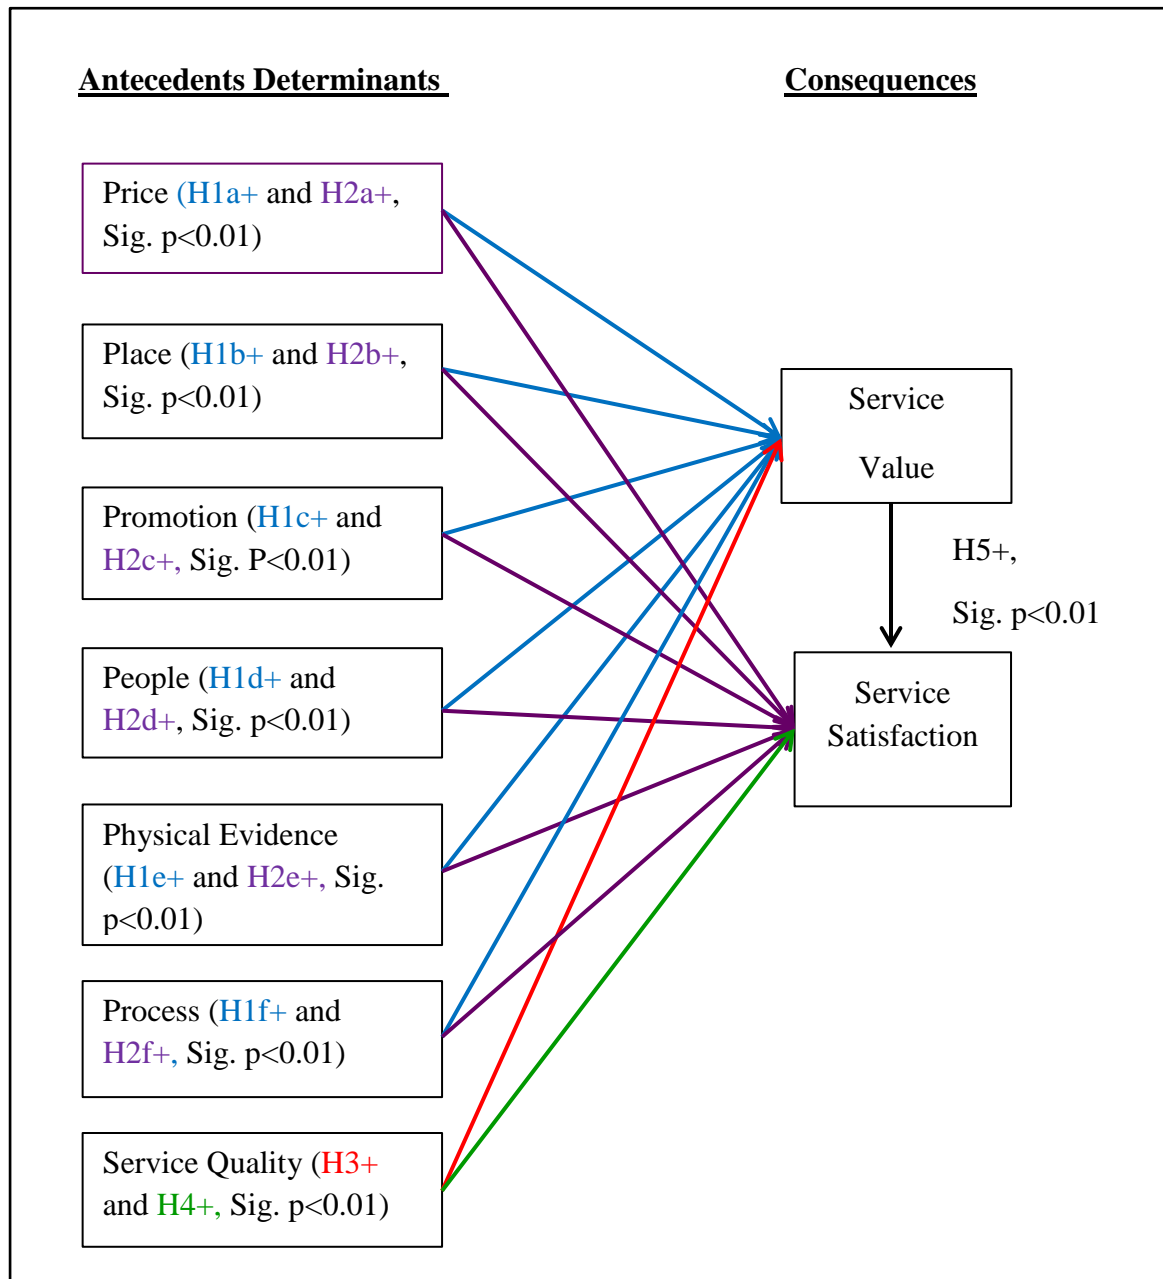 Antecedents Determinants
Consequences
Price (H1a+ and H2a+,
Sig. p<0.01)
Place (H1b+ and H2b+,
Sig. p<0.01)
Promotion (H1c+ and
H2c+, Sig. P<0.01)
People (H1d+ and
H2d+, Sig. p<0.01)
Physical Evidence
(H1e+ and H2e+, Sig.
p<0.01)
Process (H1f+ and
H2f+, Sig. p<0.01)
Service Quality (H3+
and H4+, Sig. p<0.01)
Service
Value
H5+,
Sig. p<0.01
Service
Satisfaction